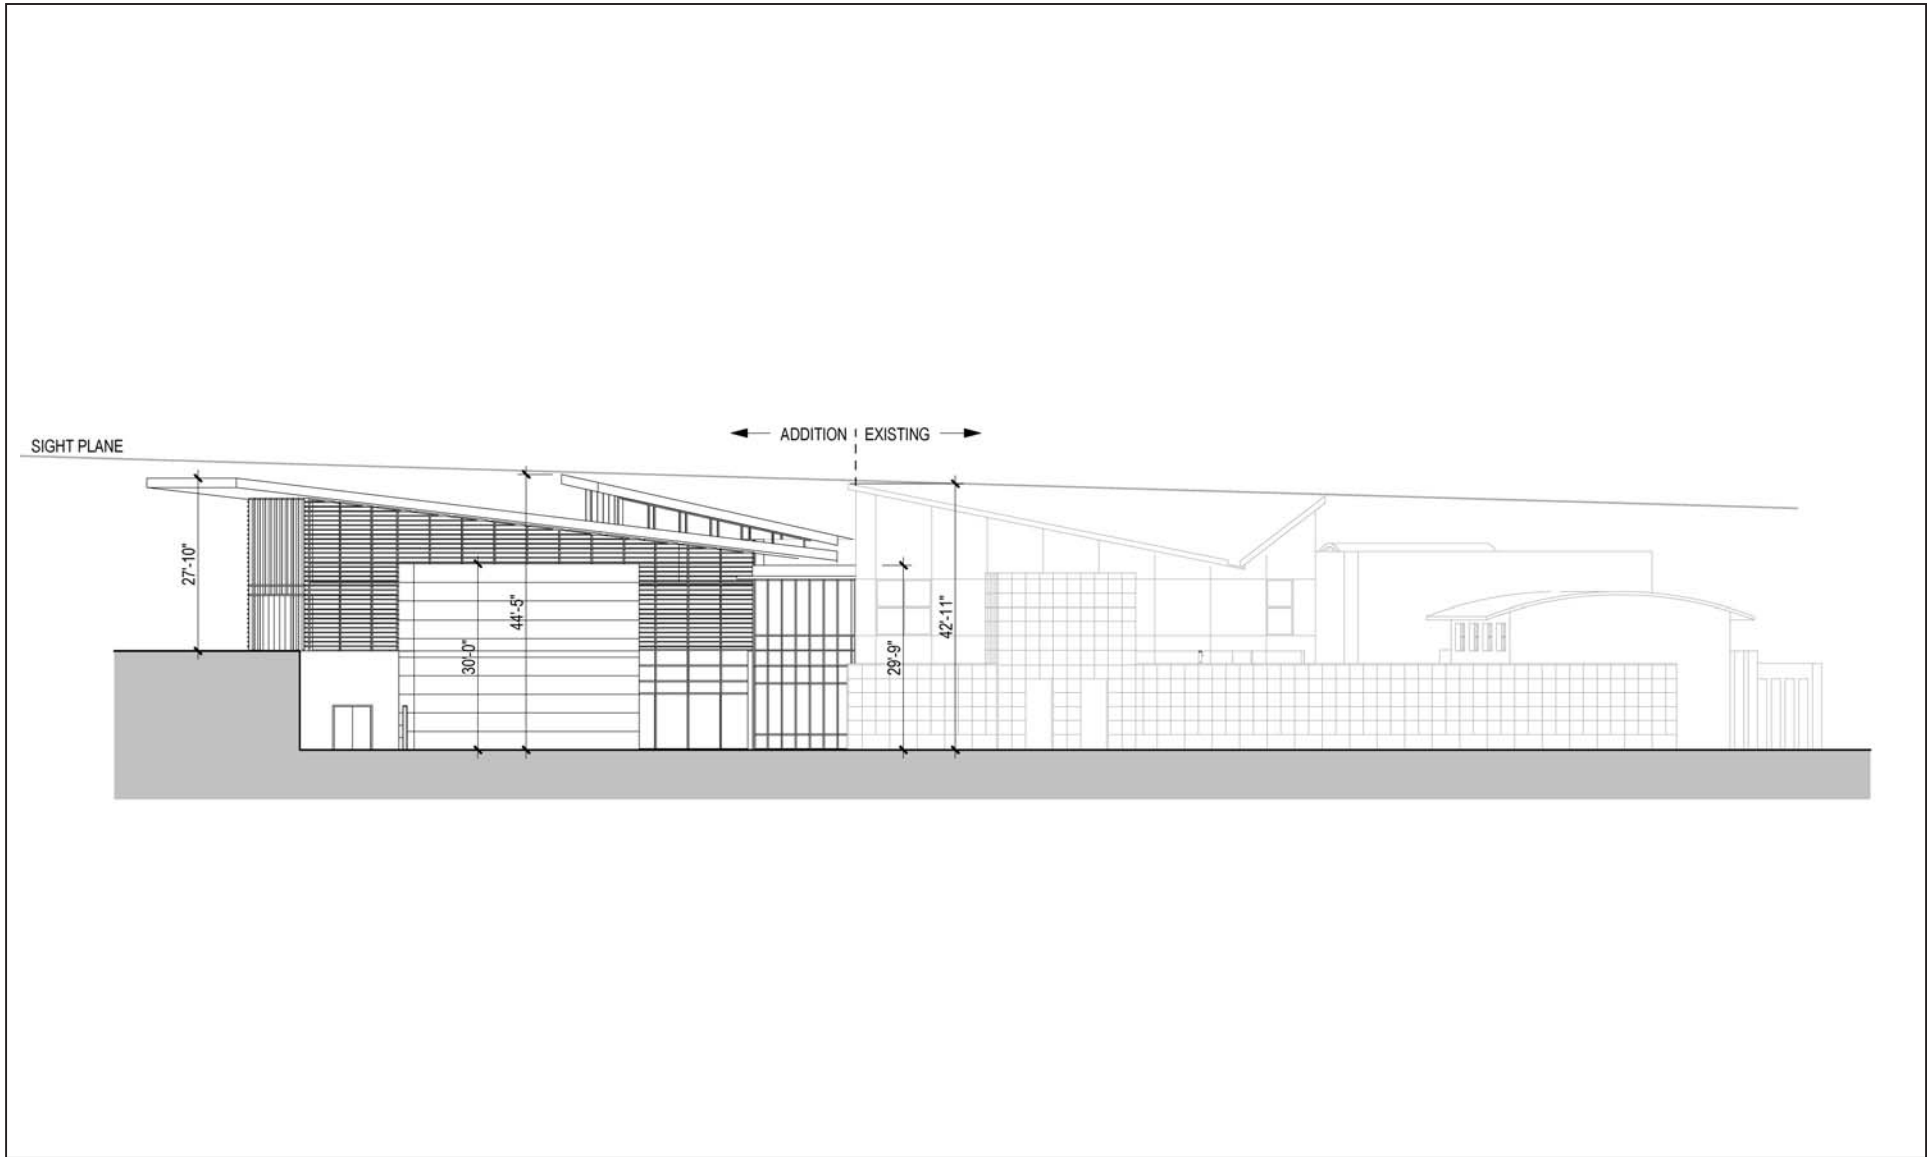 ADDITION EXISTING
SIGHT PLANE
27'-10"
30'-0"
44'-5"
29'-9"
42'-11"